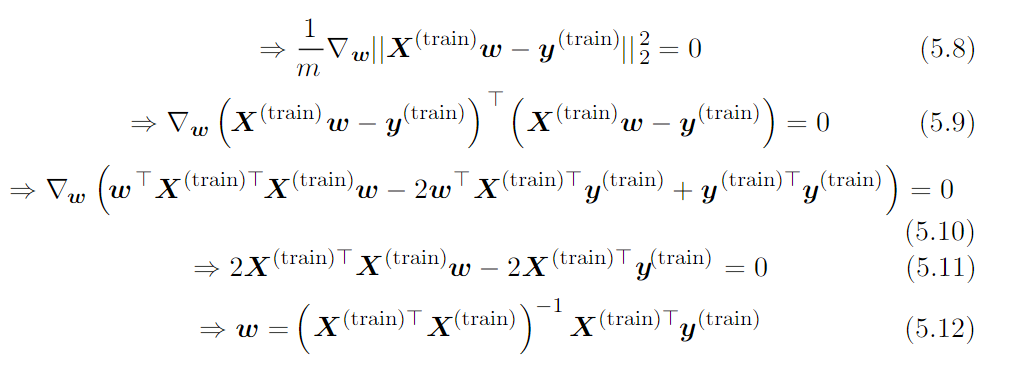 ⇒ 1/m ∇_w ||X^(train) w − y^(train)||₂² = 0 (5.8)
⇒ ∇_w (X^(train) w − y^(train))^⊤ (X^(train) w − y^(train)) = 0 (5.9)
⇒ ∇_w (w^⊤ X^(train)⊤ X^(train) w − 2w^⊤ X^(train)⊤ y^(train) + y^(train)⊤ y^(train)) = 0
(5.10)
⇒ 2X^(train)⊤ X^(train) w − 2X^(train)⊤ y^(train) = 0 (5.11)
⇒ w = (X^(train)⊤ X^(train))^−1 X^(train)⊤ y^(train) (5.12)